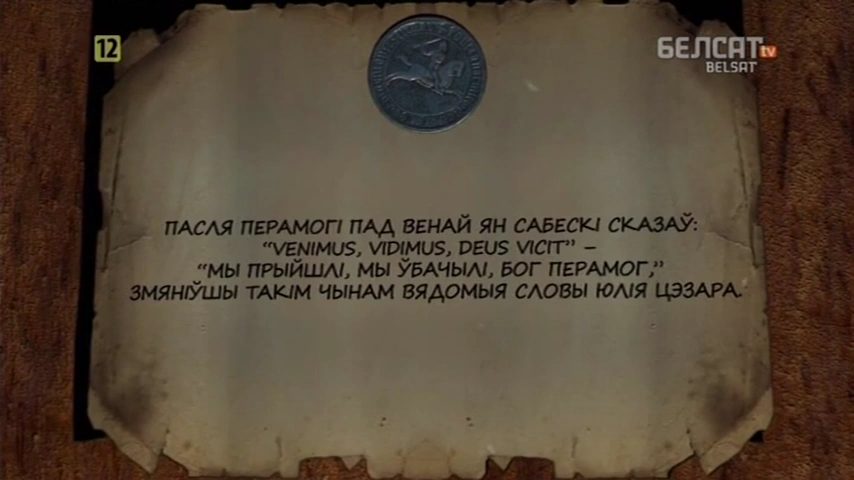 12
БЕЛСАТ tv
BELSAT
ПАСЛЯ ПЕРАМОГІ ПАД ВЕНАЙ ЯН САБЕСКІ СКАЗАЎ:
“VENIMUS, VIDIMUS, DEUS VICIT” –
“МЫ ПРЫЙШЛІ, МЫ ЎБАЧЫЛІ, БОГ ПЕРАМОГ,”
ЗМЯНІЎШЫ ТАКІМ ЧЫНАМ ВЯДОМЫЯ СЛОВЫ ЮЛІЯ ЦЭЗАРА.